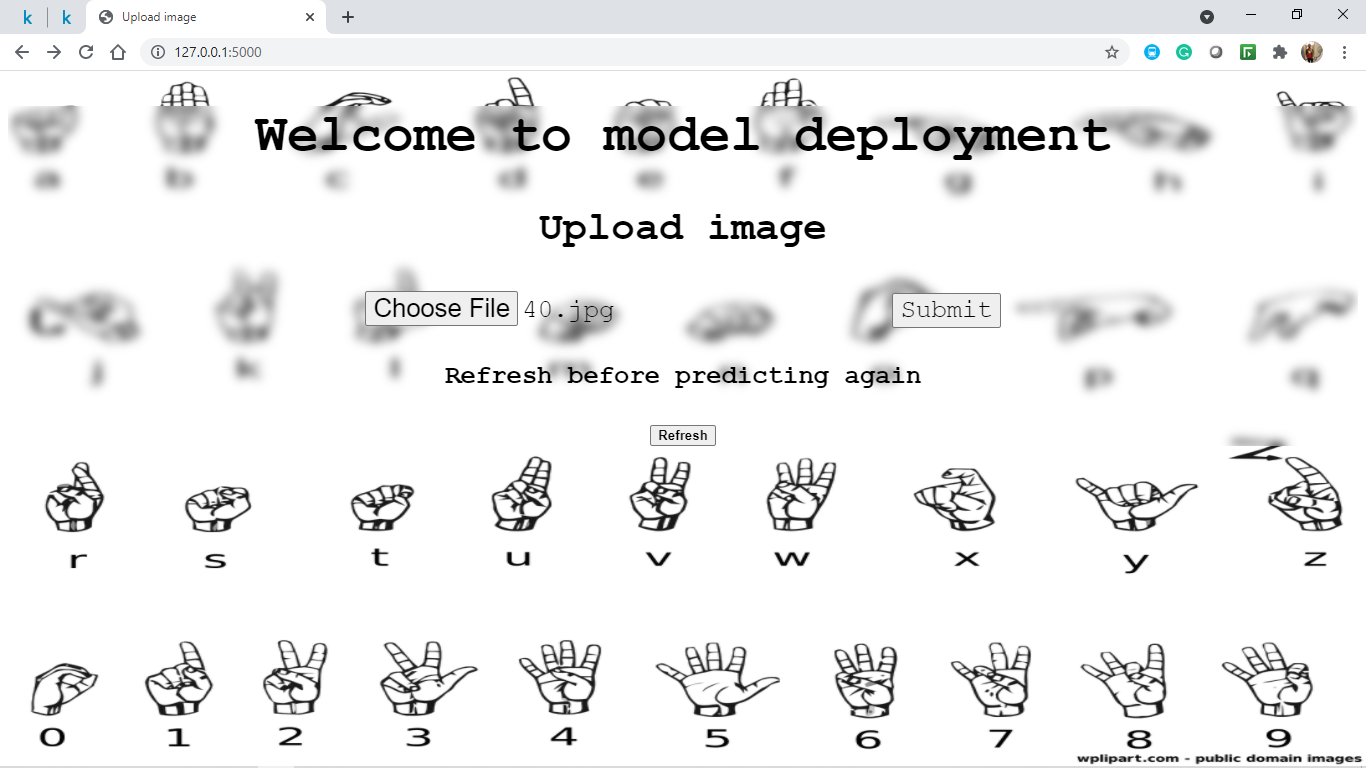 k k Upload image
127.0.0.1:5000
Welcome to model deployment
a b c d e f g h i
Upload image
Choose File 40.jpg Submit
j k l m p q
Refresh before predicting again
Refresh
r s t u v w x y z
0 1 2 3 4 5 6 7 8 9
wplipart.com - public domain images